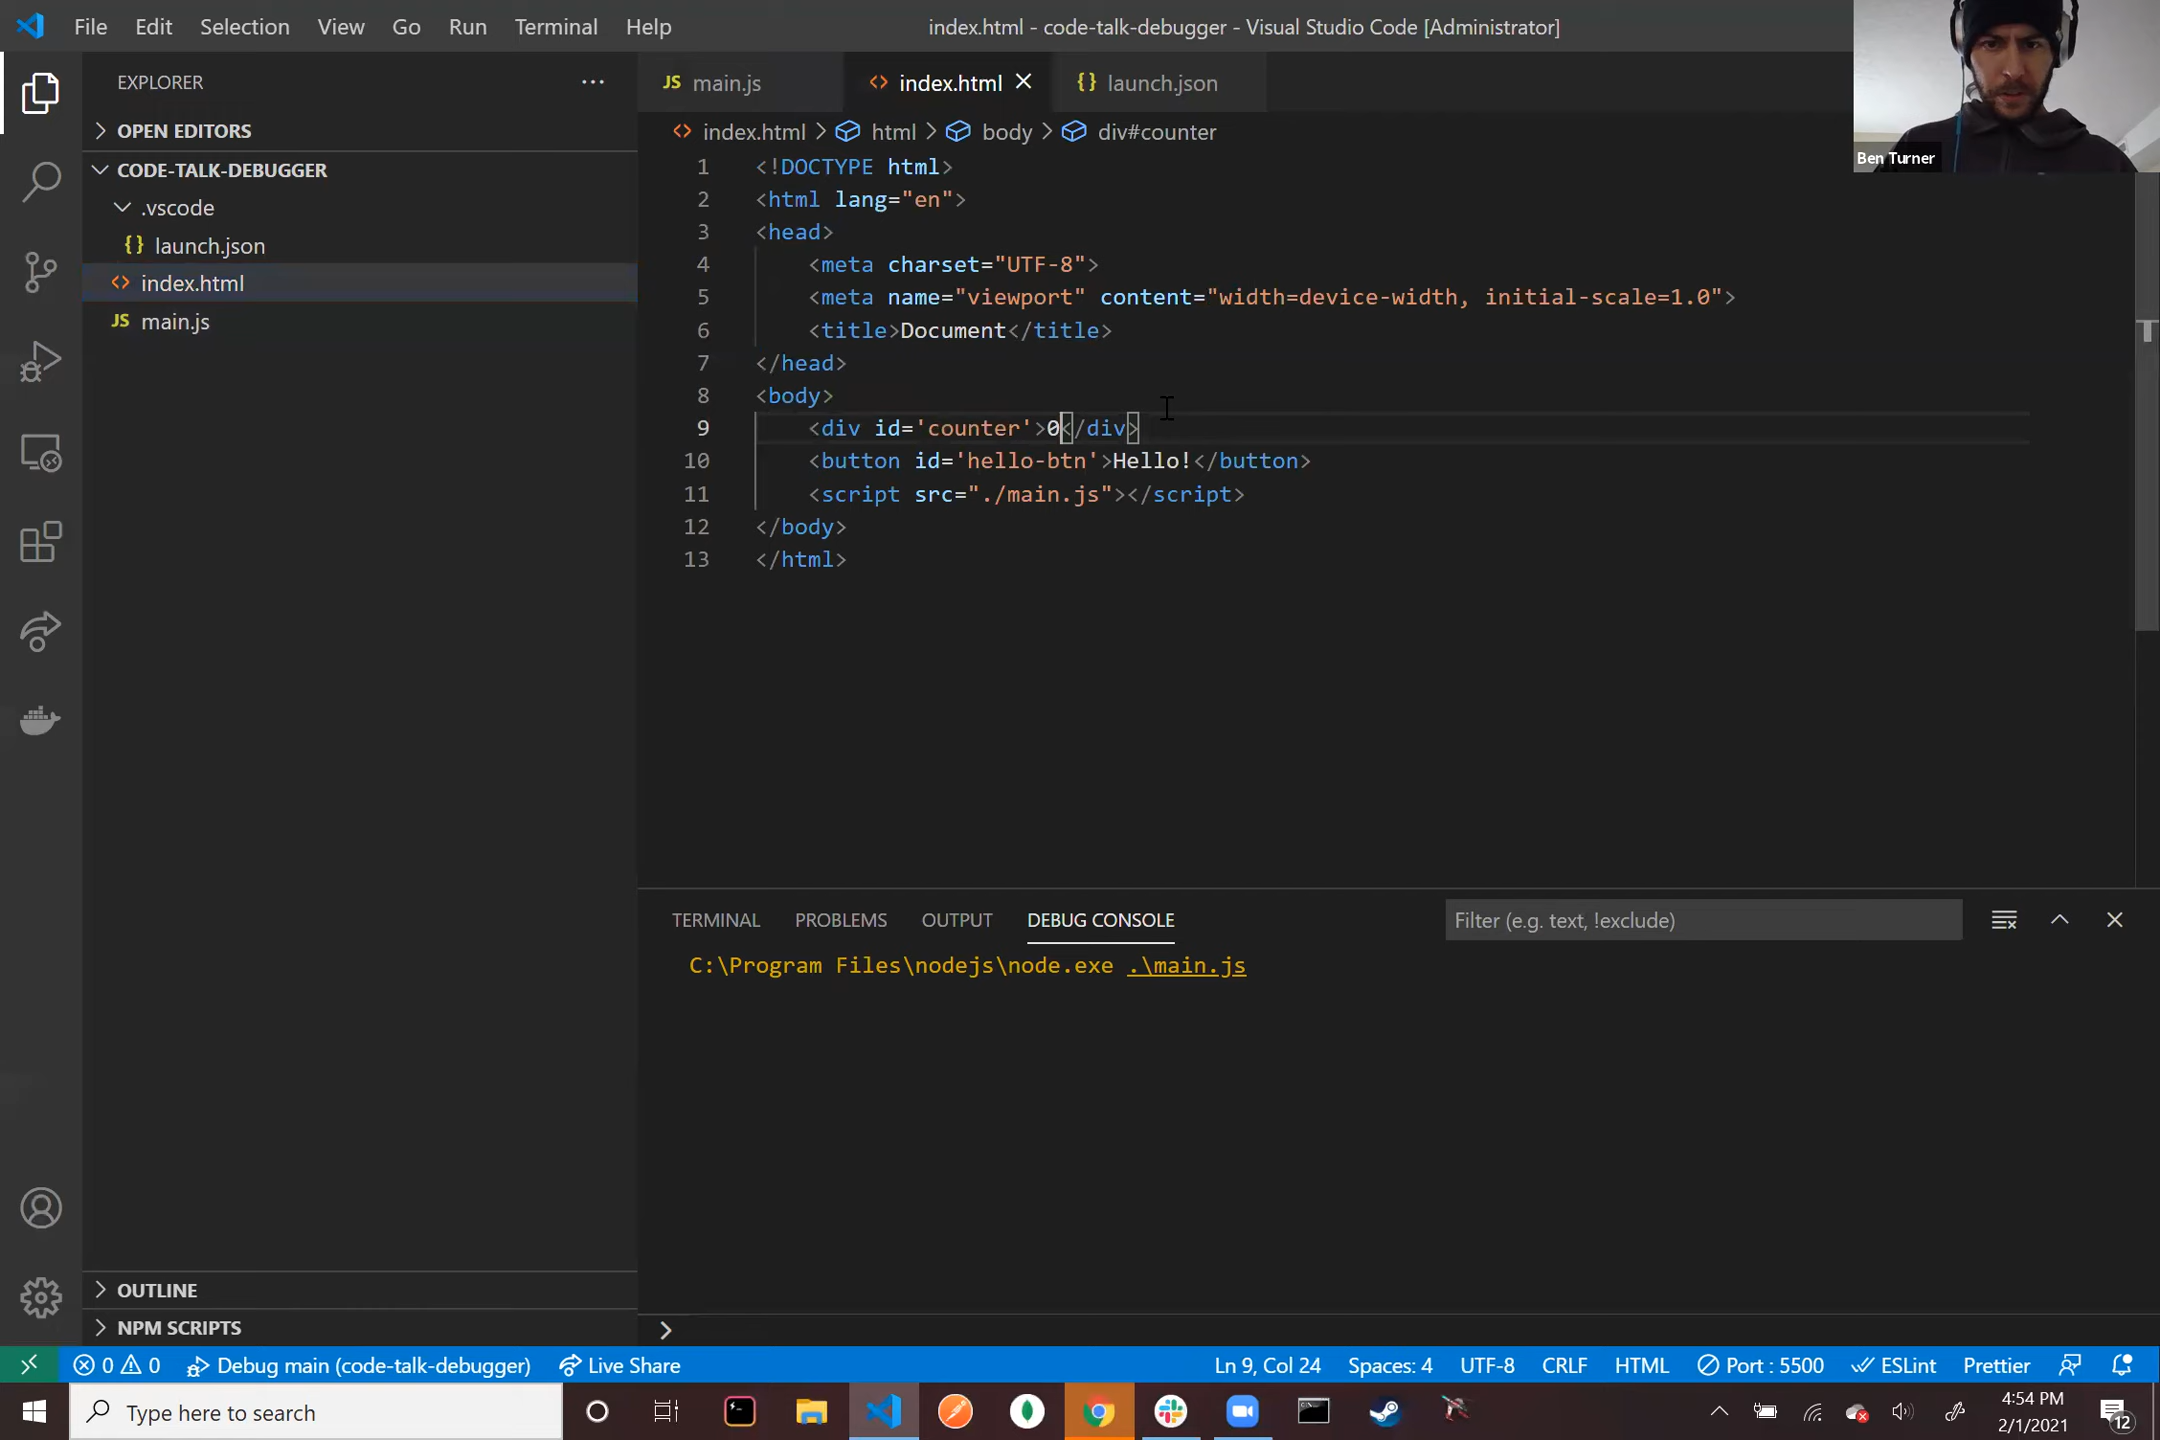 File Edit Selection View Go Run Terminal Help
index.html - code-talk-debugger - Visual Studio Code [Administrator]
Ben Turner
EXPLORER
OPEN EDITORS
CODE-TALK-DEBUGGER
.vscode
{} launch.json
<> index.html
JS main.js
OUTLINE
NPM SCRIPTS
JS main.js
<> index.html
{} launch.json
<> index.html > html > body > div#counter
1 <!DOCTYPE html>
2 <html lang="en">
3 <head>
4 <meta charset="UTF-8">
5 <meta name="viewport" content="width=device-width, initial-scale=1.0">
6 <title>Document</title>
7 </head>
8 <body>
9 <div id='counter'>0</div>
10 <button id='hello-btn'>Hello!</button>
11 <script src="./main.js"></script>
12 </body>
13 </html>
TERMINAL PROBLEMS OUTPUT DEBUG CONSOLE
Filter (e.g. text, !exclude)
C:\Program Files\nodejs\node.exe .\main.js
>
0 0 Debug main (code-talk-debugger) Live Share
Ln 9, Col 24 Spaces: 4 UTF-8 CRLF HTML Port : 5500 ESLint Prettier
Type here to search
4:54 PM
2/1/2021
12